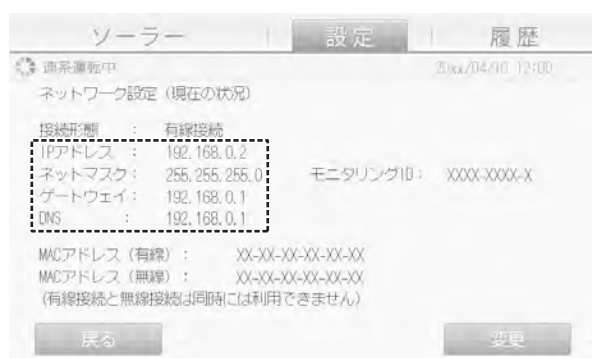 ソーラー 設定 履歴
連系運転中 20xx/04/10 12:00
ネットワーク設定（現在の状況）
接続形態 : 有線接続
IPアドレス : 192.168.0.2
ネットマスク : 255.255.255.0 モニタリングID : XXXX-XXXX-X
ゲートウェイ : 192.168.0.1
DNS : 192.168.0.1
MACアドレス（有線） : XX-XX-XX-XX-XX-XX
MACアドレス（無線） : XX-XX-XX-XX-XX-XX
(有線接続と無線接続は同時には利用できません)
戻る 変更